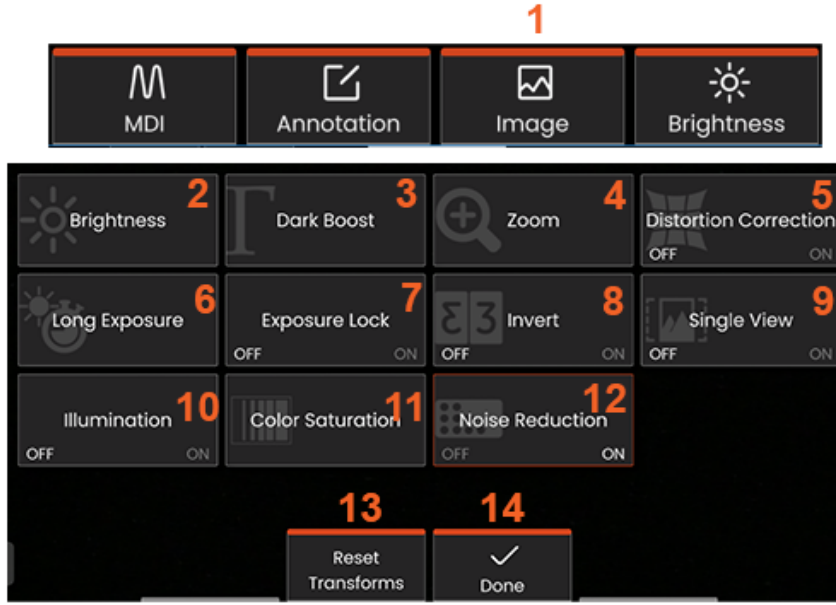 1
MDI
Annotation
Image
Brightness
2
Brightness
3
Dark Boost
4
Zoom
5
Distortion Correction
OFF ON
6
Long Exposure
7
Exposure Lock
OFF ON
8
Invert
OFF ON
9
Single View
OFF ON
10
Illumination
OFF ON
11
Color Saturation
12
Noise Reduction
OFF ON
13
Reset
Transforms
14
Done